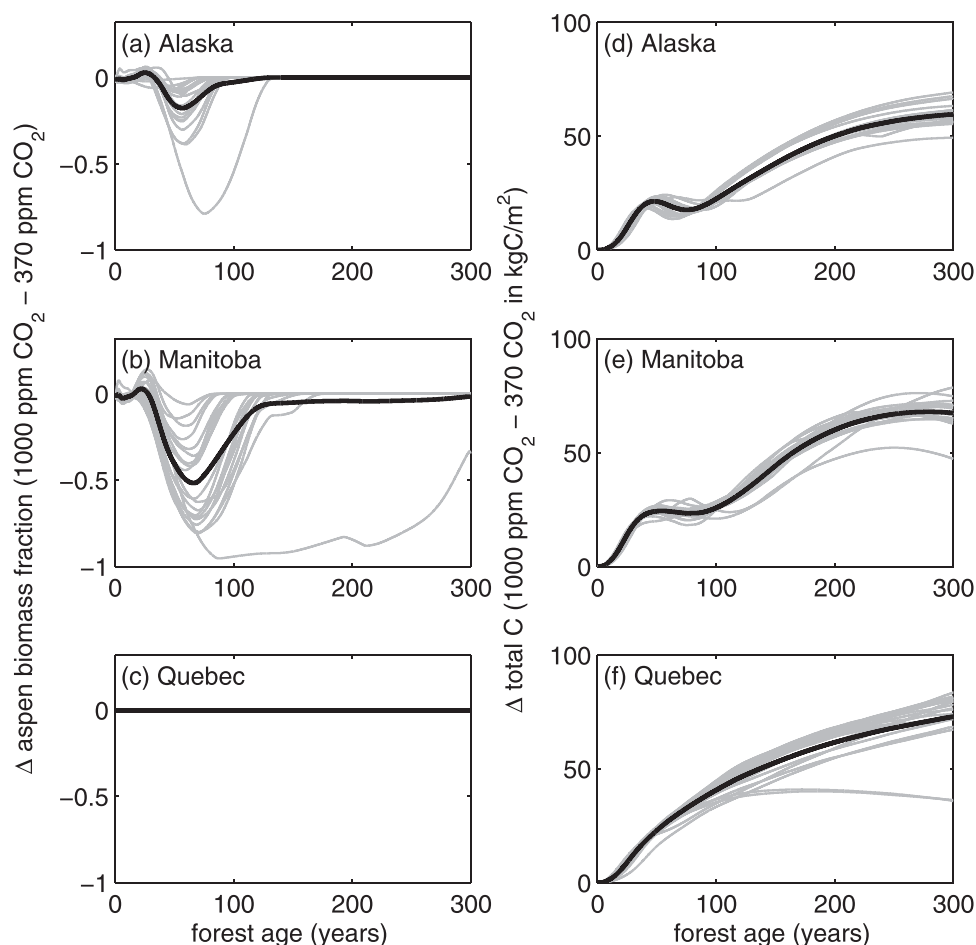 Δ aspen biomass fraction (1000 ppm CO₂ − 370 ppm CO₂)
(a) Alaska
0
−0.5
−1
0 100 200 300
(b) Manitoba
0
−0.5
−1
0 100 200 300
(c) Quebec
0
−0.5
−1
0 100 200 300
forest age (years)
Δ total C (1000 ppm CO₂ − 370 CO₂ in kgC/m²)
(d) Alaska
100
50
0
0 100 200 300
(e) Manitoba
100
50
0
0 100 200 300
(f) Quebec
100
50
0
0 100 200 300
forest age (years)